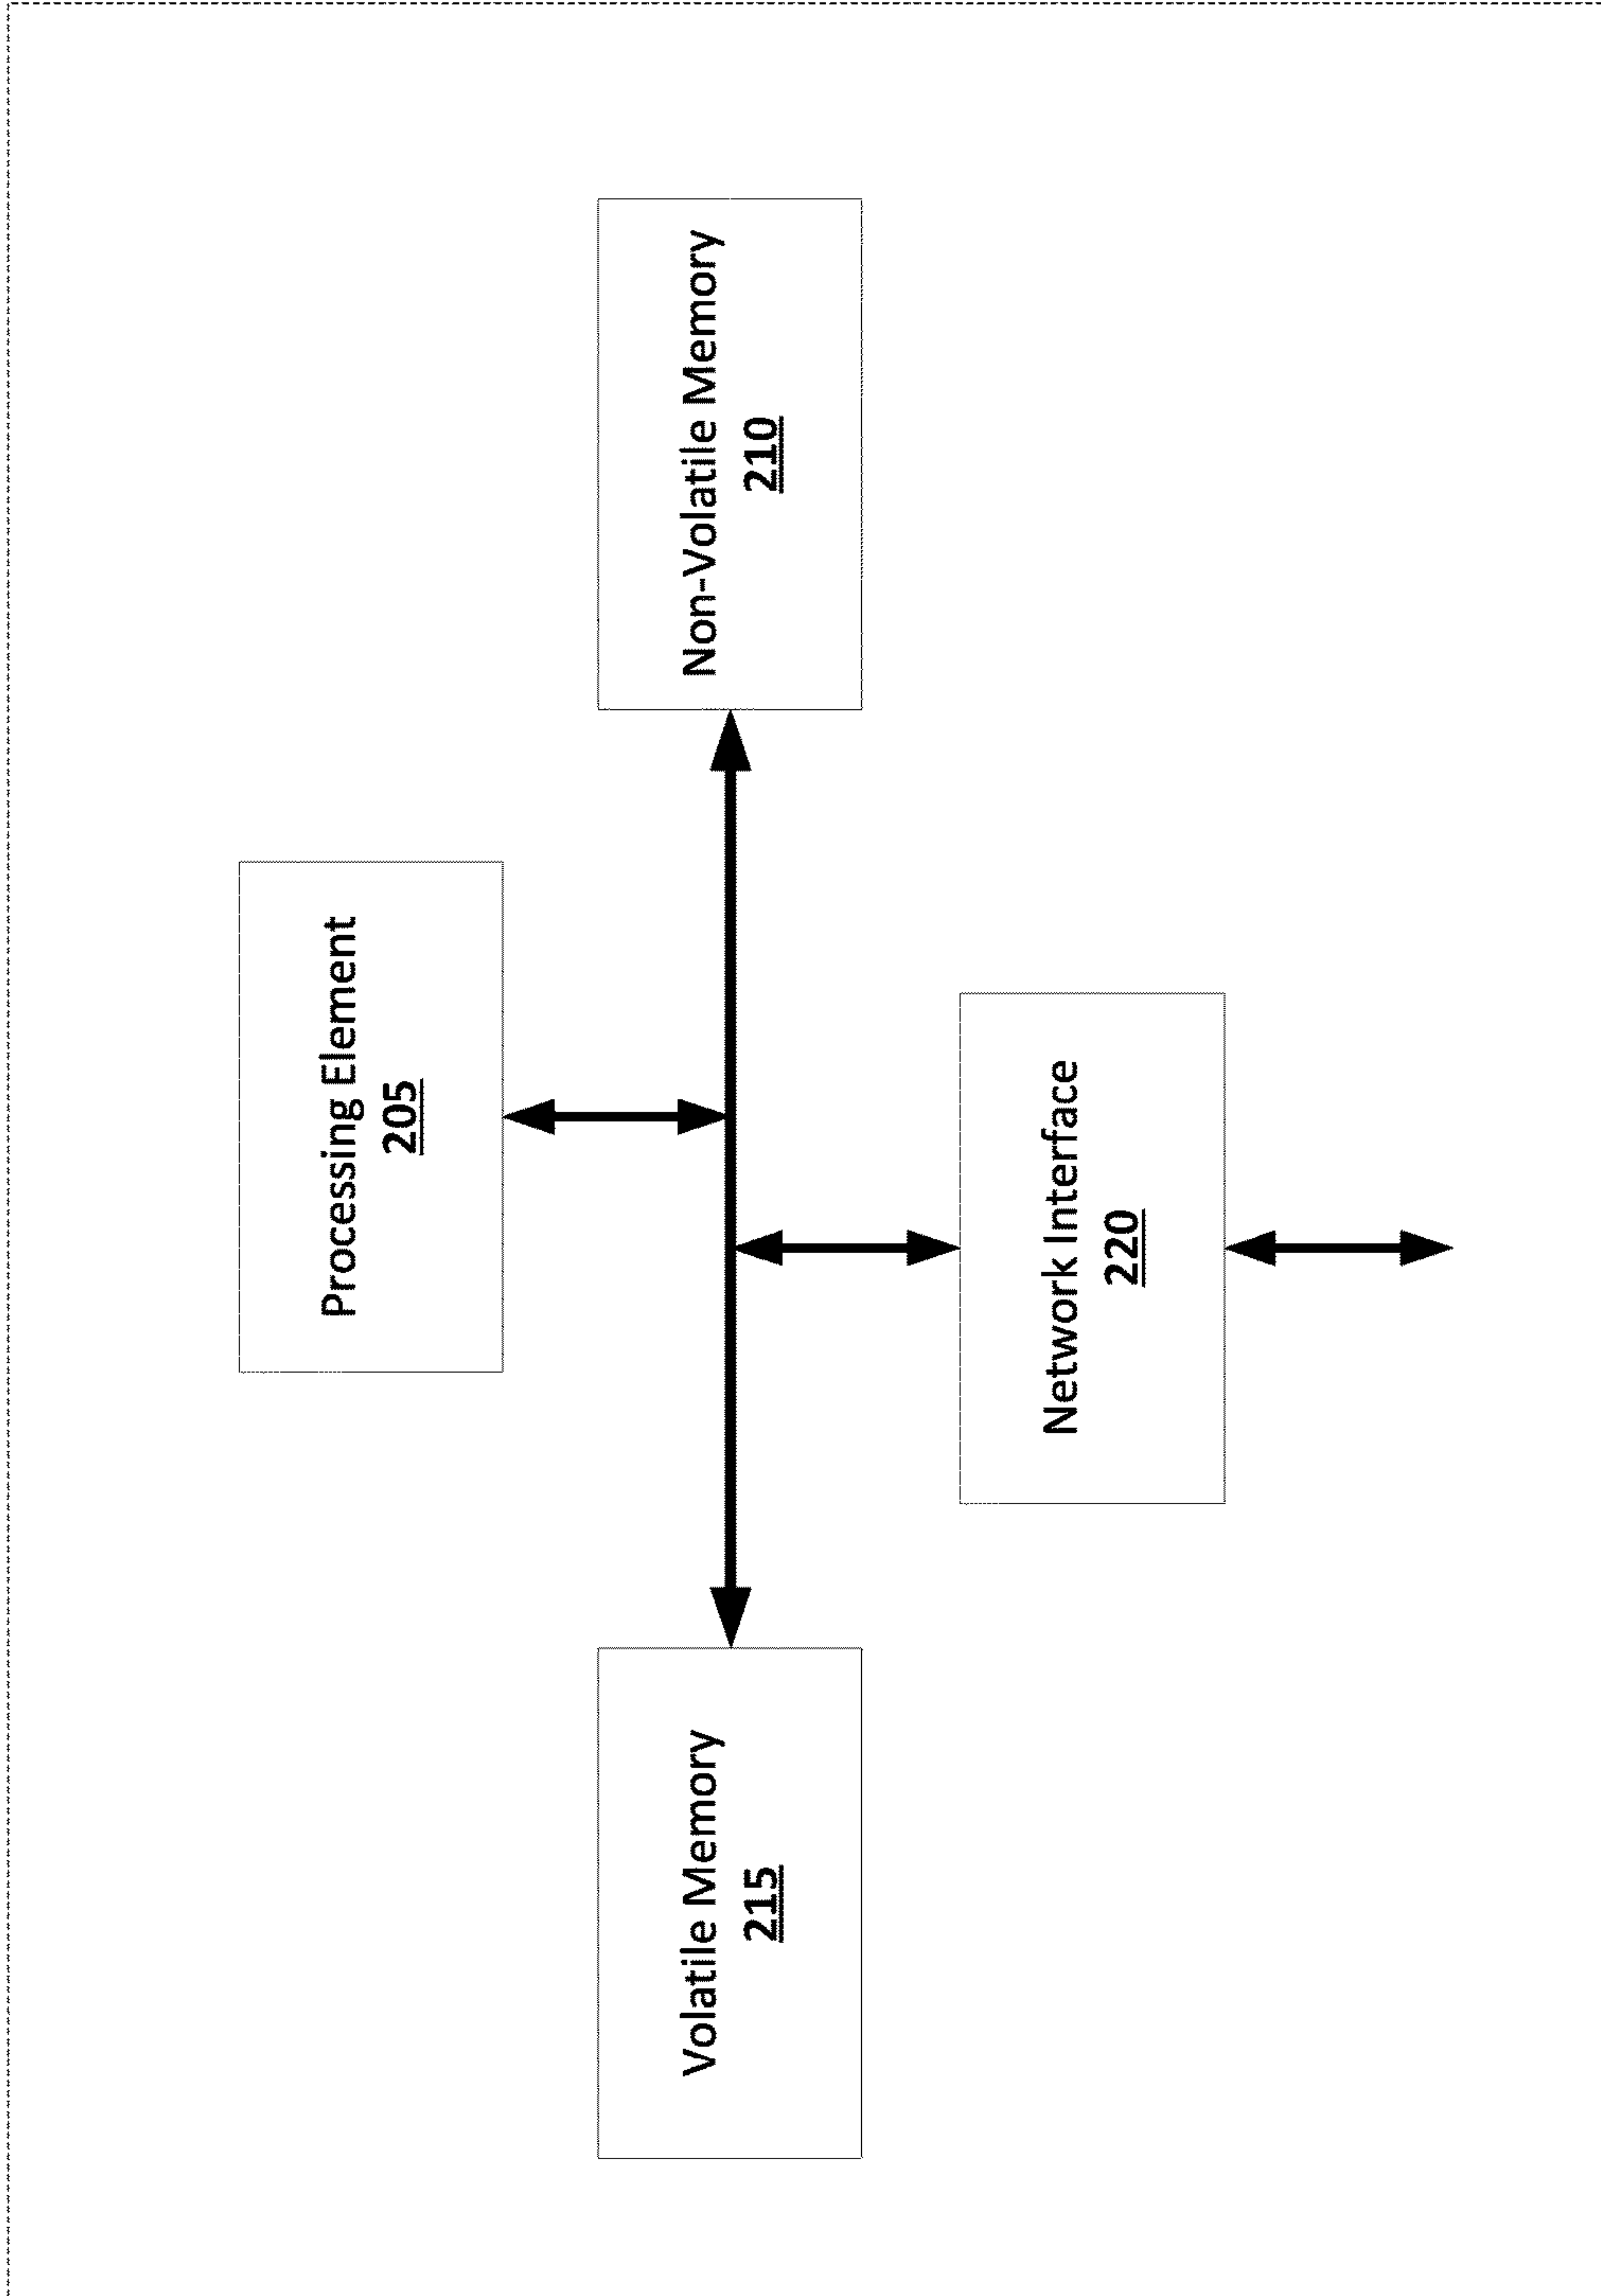 Processing Element
205
Volatile Memory
215
Non-Volatile Memory
210
Network Interface
220